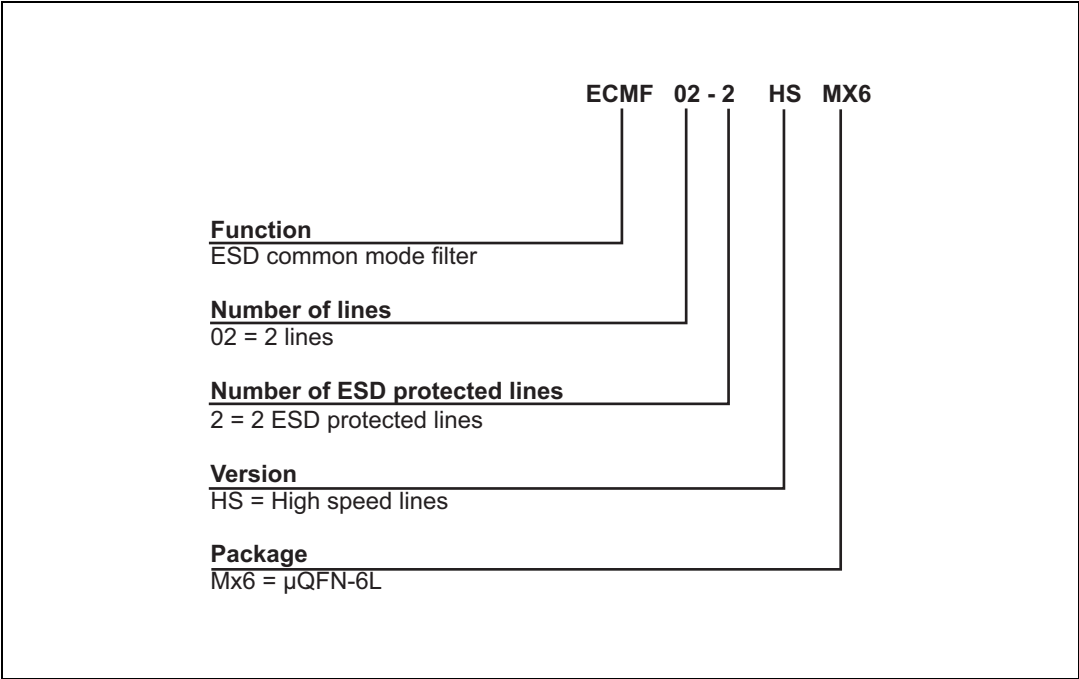 ECMF 02 - 2 HS MX6
Function
ESD common mode filter
Number of lines
02 = 2 lines
Number of ESD protected lines
2 = 2 ESD protected lines
Version
HS = High speed lines
Package
Mx6 = µQFN-6L